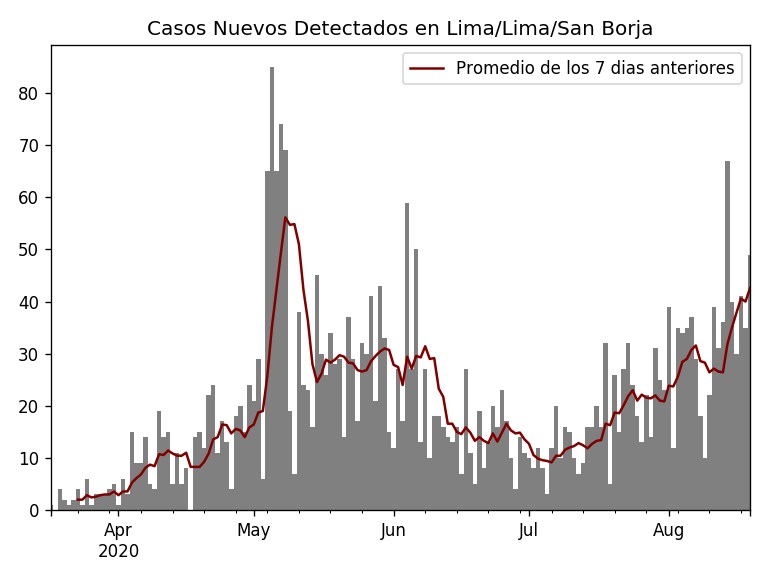 Casos Nuevos Detectados en Lima/Lima/San Borja
Promedio de los 7 dias anteriores
80
70
60
50
40
30
20
10
0
Apr
2020
May
Jun
Jul
Aug